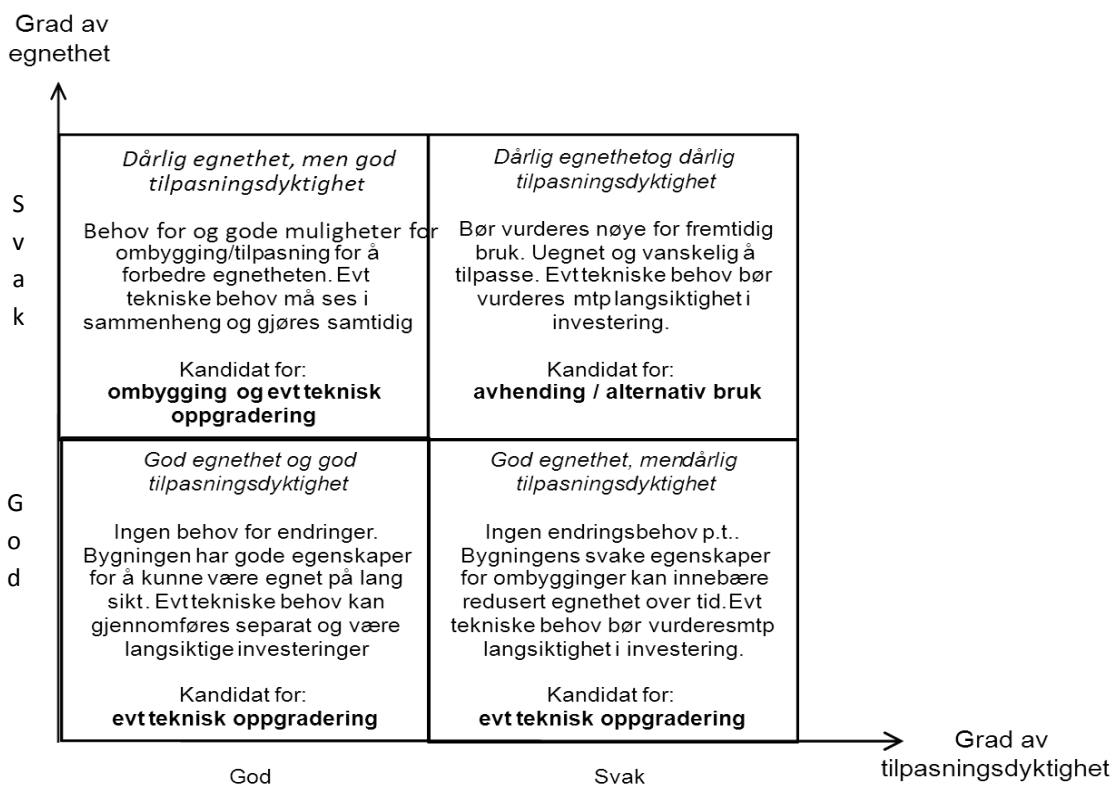 Grad av
egnethet
Svak
Dårlig egnethet, men god
tilpasningsdyktighet
Behov for og gode muligheter for
ombygging/tilpasning for å
forbedre egnetheten. Evt
tekniske behov må ses i
sammenheng og gjøres samtidig
Kandidat for:
ombygging og evt teknisk
oppgradering
Dårlig egnethetog dårlig
tilpasningsdyktighet
Bør vurderes nøye for fremtidig
bruk. Uegnet og vanskelig å
tilpasse. Evt tekniske behov bør
vurderes mtp langsiktighet i
investering.
Kandidat for:
avhending / alternativ bruk
God
God egnethet og god
tilpasningsdyktighet
Ingen behov for endringer.
Bygningen har gode egenskaper
for å kunne være egnet på lang
sikt. Evt tekniske behov kan
gjennomføres separat og være
langsiktige investeringer
Kandidat for:
evt teknisk oppgradering
God egnethet, mendårlig
tilpasningsdyktighet
Ingen endringsbehov p.t..
Bygningens svake egenskaper
for ombygginger kan innebære
redusert egnethet over tid. Evt
tekniske behov bør vurderesmtp
langsiktighet i investering.
Kandidat for:
evt teknisk oppgradering
God
Svak
Grad av
tilpasningsdyktighet